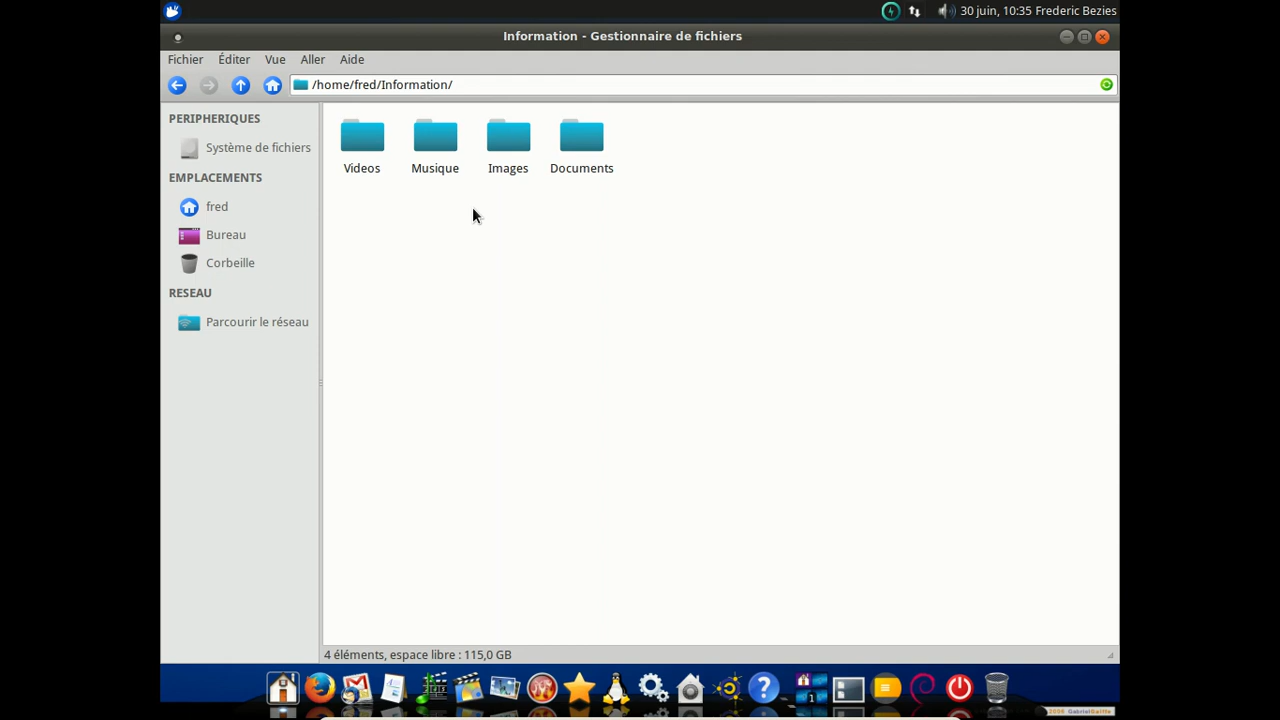 30 juin, 10:35 Frederic Bezies
Information - Gestionnaire de fichiers
Fichier Éditer Vue Aller Aide
/home/fred/Information/
PERIPHERIQUES
Système de fichiers
EMPLACEMENTS
fred
Bureau
Corbeille
RESEAU
Parcourir le réseau
Videos Musique Images Documents
4 éléments, espace libre : 115,0 GB
1
?